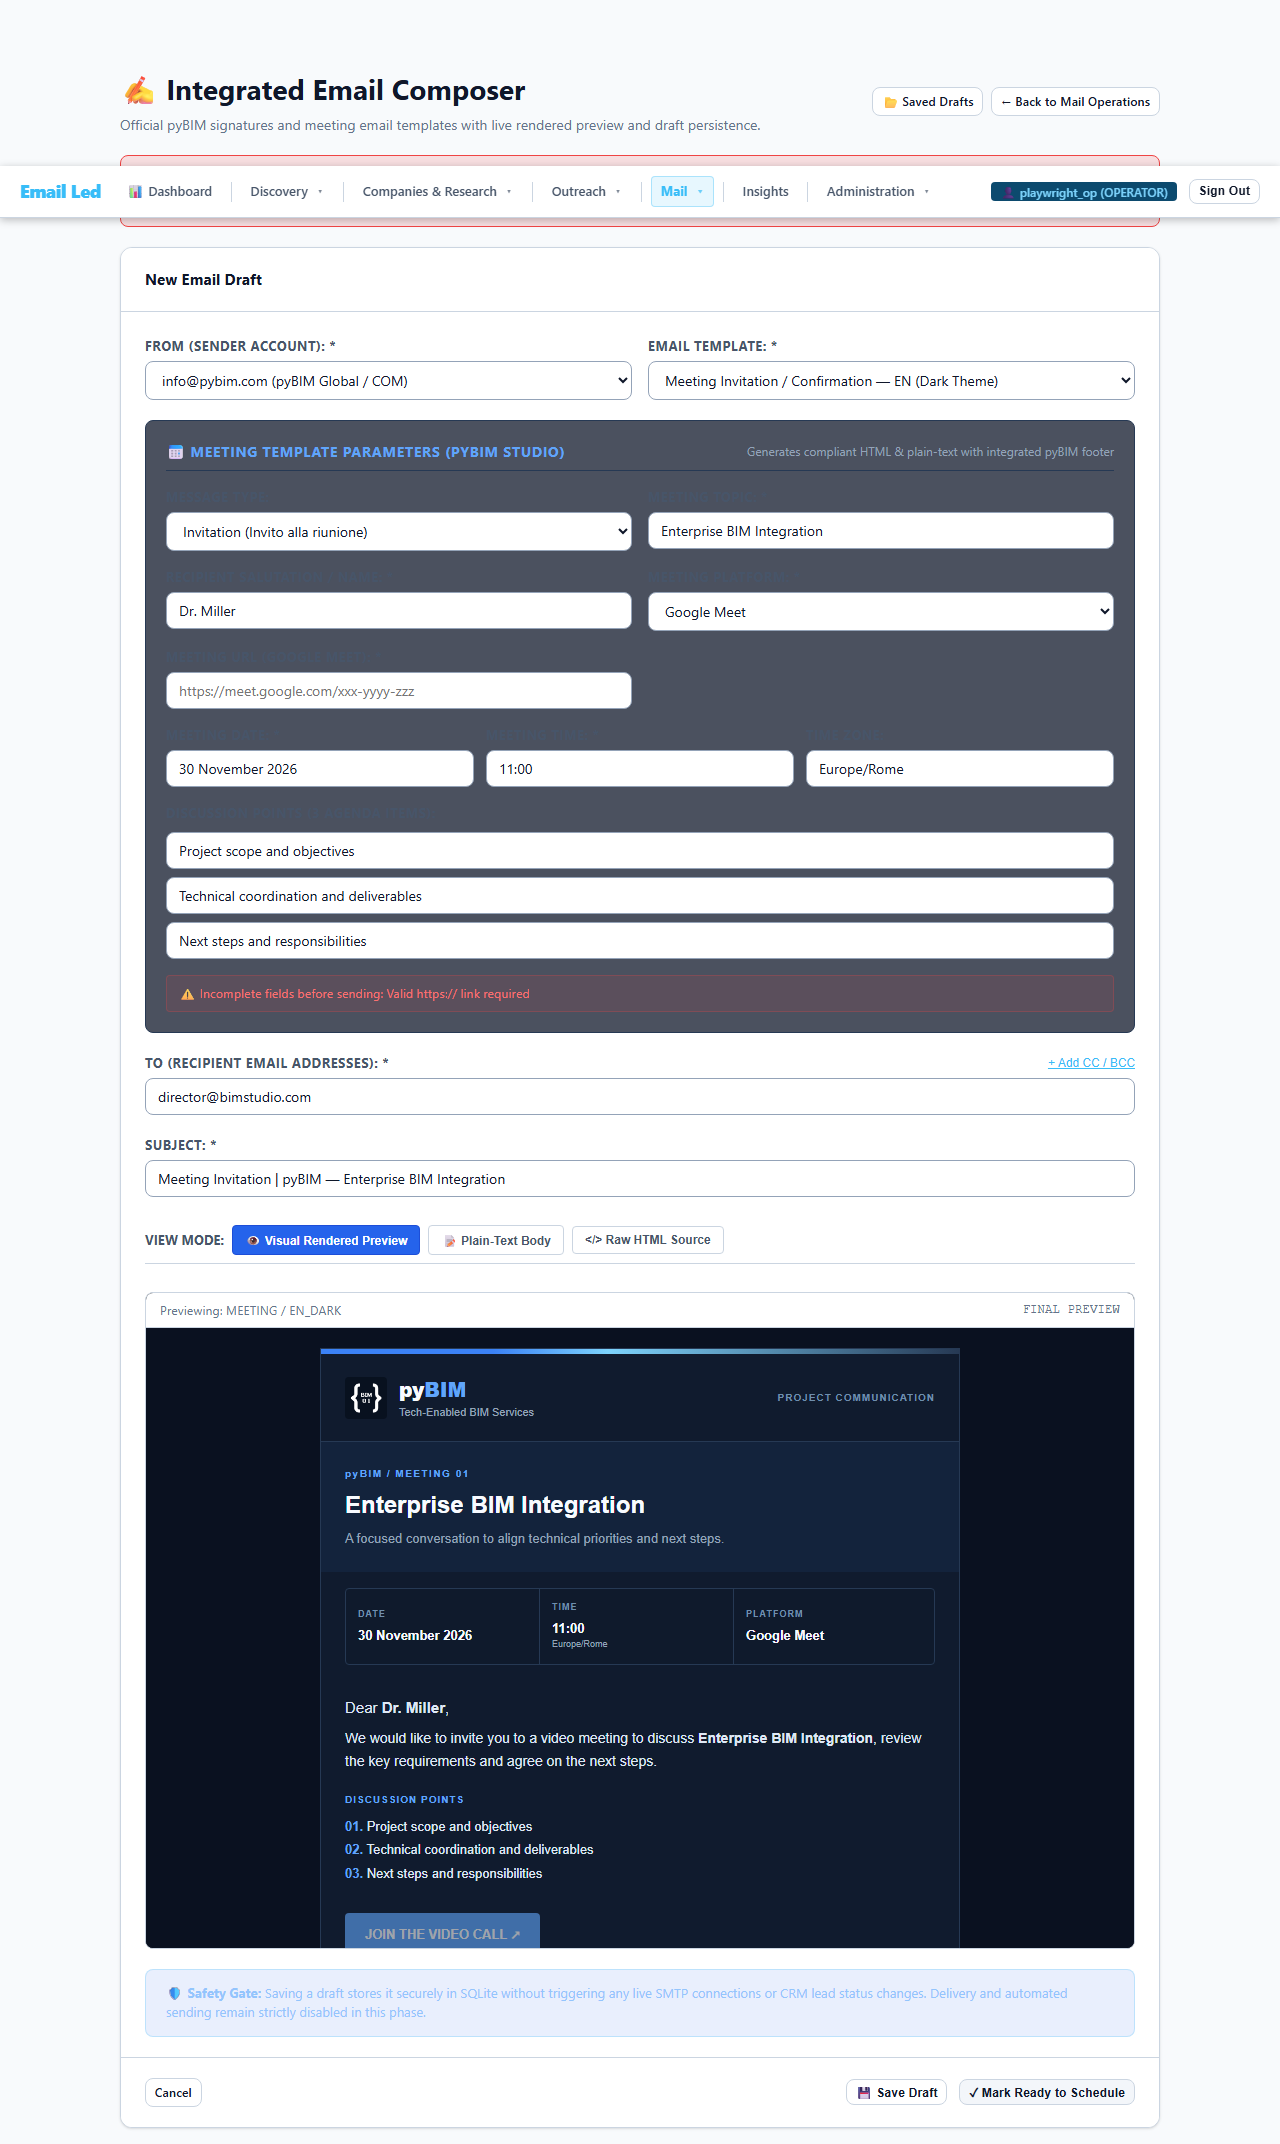 Integrated Email Composer
Official pyBIM signatures and meeting email templates with live rendered preview and draft persistence.
Saved Drafts
← Back to Mail Operations
Email Led
Dashboard
Discovery
Companies & Research
Outreach
Mail
Insights
Administration
playwright_op (OPERATOR)
Sign Out
New Email Draft
FROM (SENDER ACCOUNT): *
EMAIL TEMPLATE: *
info@pybim.com (pyBIM Global / COM)
Meeting Invitation / Confirmation — EN (Dark Theme)
MEETING TEMPLATE PARAMETERS (PYBIM STUDIO)
Generates compliant HTML & plain-text with integrated pyBIM footer
Invitation (Invito alla riunione)
Enterprise BIM Integration
Dr. Miller
Google Meet
https://meet.google.com/xxx-yyyy-zzz
30 November 2026
11:00
Europe/Rome
Project scope and objectives
Technical coordination and deliverables
Next steps and responsibilities
Incomplete fields before sending: Valid https:// link required
TO (RECIPIENT EMAIL ADDRESSES): *
+ Add CC / BCC
director@bimstudio.com
SUBJECT: *
Meeting Invitation | pyBIM — Enterprise BIM Integration
VIEW MODE:
Visual Rendered Preview
Plain-Text Body
</> Raw HTML Source
Previewing: MEETING / EN_DARK
FINAL PREVIEW
{BIM 01}
pyBIM
Tech-Enabled BIM Services
PROJECT COMMUNICATION
pyBIM / MEETING 01
Enterprise BIM Integration
A focused conversation to align technical priorities and next steps.
DATE
30 November 2026
TIME
11:00
Europe/Rome
PLATFORM
Google Meet
Dear Dr. Miller,
We would like to invite you to a video meeting to discuss Enterprise BIM Integration, review
the key requirements and agree on the next steps.
DISCUSSION POINTS
01. Project scope and objectives
02. Technical coordination and deliverables
03. Next steps and responsibilities
JOIN THE VIDEO CALL ↗
Safety Gate: Saving a draft stores it securely in SQLite without triggering any live SMTP connections or CRM lead status changes. Delivery and automated
sending remain strictly disabled in this phase.
Cancel
Save Draft
✓ Mark Ready to Schedule